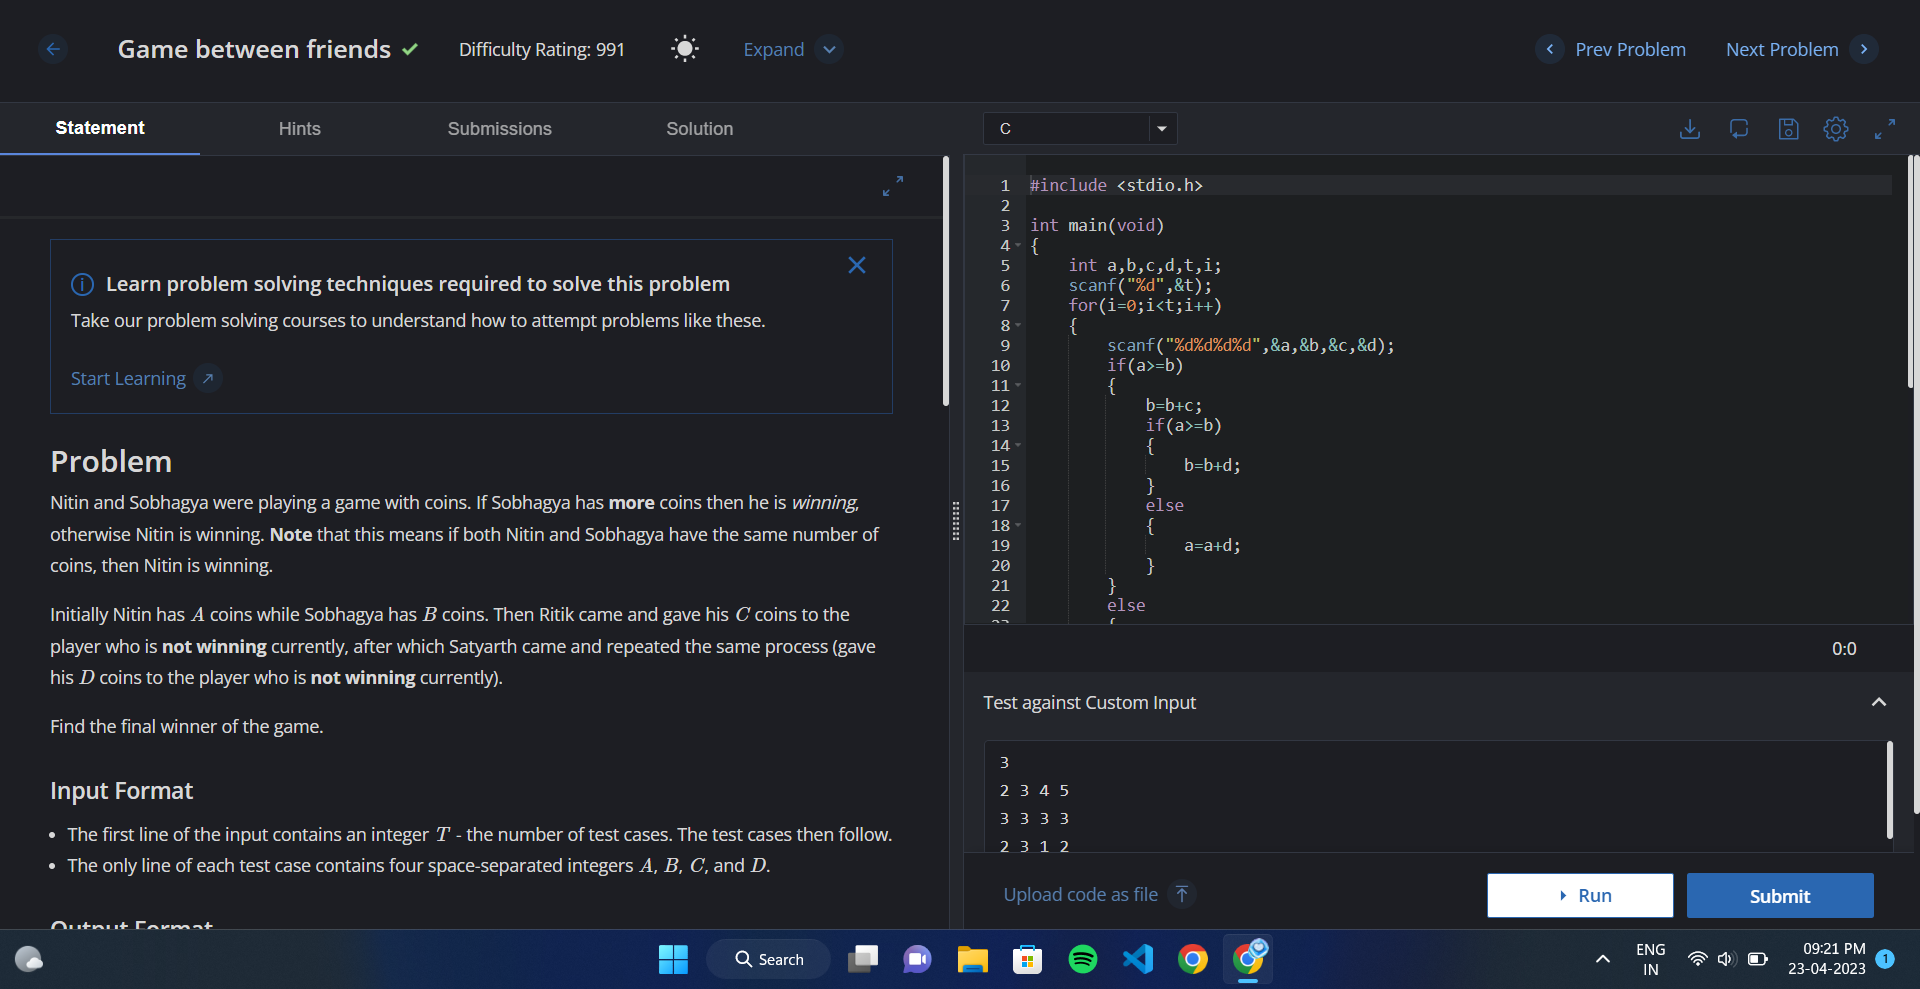 Game between friends
Difficulty Rating: 991
Expand
Prev Problem
Next Problem
Statement
Hints
Submissions
Solution
Learn problem solving techniques required to solve this problem
Take our problem solving courses to understand how to attempt problems like these.
Start Learning
Problem
Nitin and Sobhagya were playing a game with coins. If Sobhagya has more coins then he is winning,
otherwise Nitin is winning. Note that this means if both Nitin and Sobhagya have the same number of
coins, then Nitin is winning.
Initially Nitin has A coins while Sobhagya has B coins. Then Ritik came and gave his C coins to the
player who is not winning currently, after which Satyarth came and repeated the same process (gave
his D coins to the player who is not winning currently).
Find the final winner of the game.
Input Format
• The first line of the input contains an integer T - the number of test cases. The test cases then follow.
• The only line of each test case contains four space-separated integers A, B, C, and D.
Output Format
C
1 #include <stdio.h>
2
3 int main(void)
4 {
5     int a,b,c,d,t,i;
6     scanf("%d",&t);
7     for(i=0;i<t;i++)
8     {
9         scanf("%d%d%d%d",&a,&b,&c,&d);
10         if(a>=b)
11         {
12             b=b+c;
13             if(a>=b)
14             {
15                 b=b+d;
16             }
17             else
18             {
19                 a=a+d;
20             }
21         }
22         else
23         {
0:0
Test against Custom Input
3
2 3 4 5
3 3 3 3
2 3 1 2
Upload code as file
Run
Submit
Search
ENG
IN
09:21 PM
23-04-2023
1